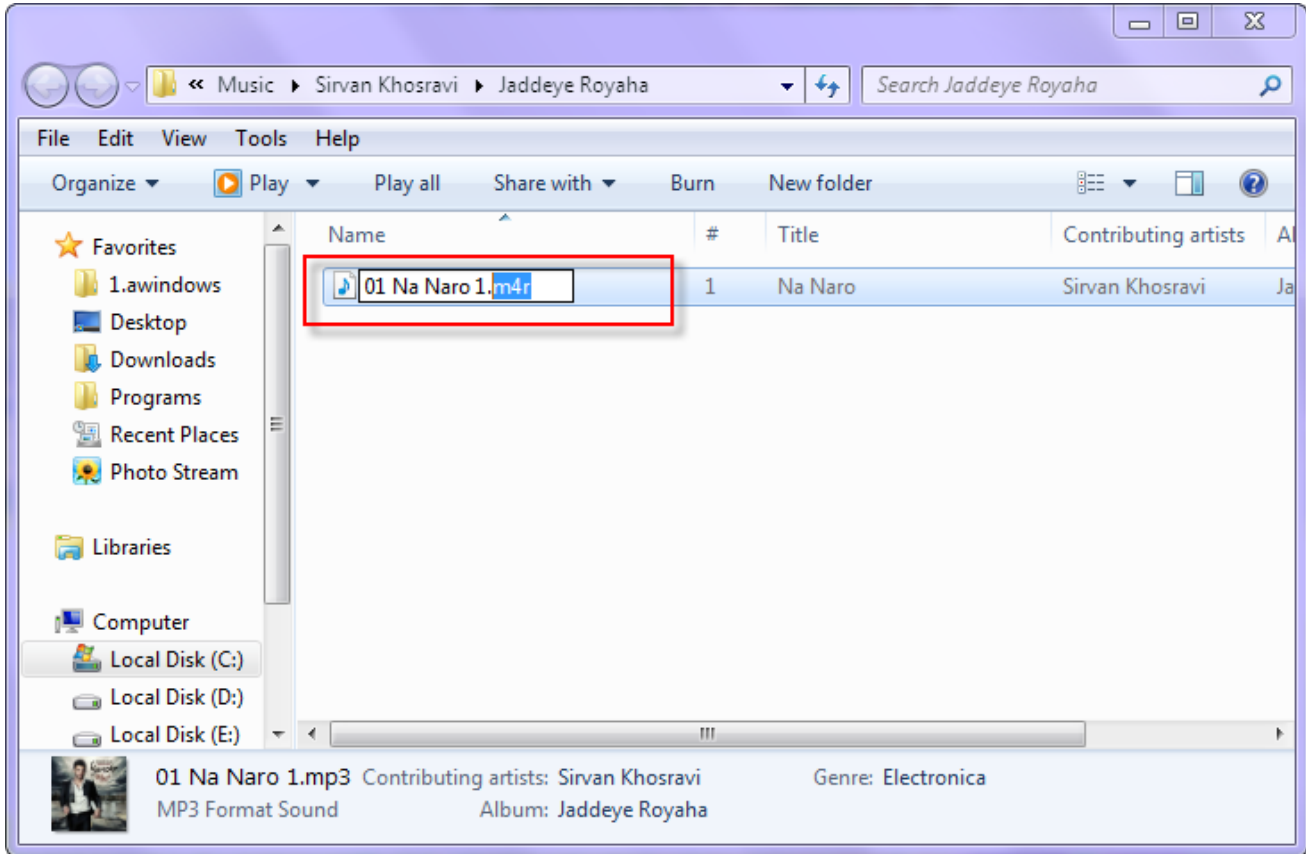 « Music ▸ Sirvan Khosravi ▸ Jaddeye Royaha Search Jaddeye Royaha
File Edit View Tools Help
Organize Play Play all Share with Burn New folder
Name # Title Contributing artists Al
01 Na Naro 1.m4r 1 Na Naro Sirvan Khosravi Ja
Favorites
1.awindows
Desktop
Downloads
Programs
Recent Places
Photo Stream
Libraries
Computer
Local Disk (C:)
Local Disk (D:)
Local Disk (E:)
01 Na Naro 1.mp3 Contributing artists: Sirvan Khosravi Genre: Electronica
MP3 Format Sound Album: Jaddeye Royaha